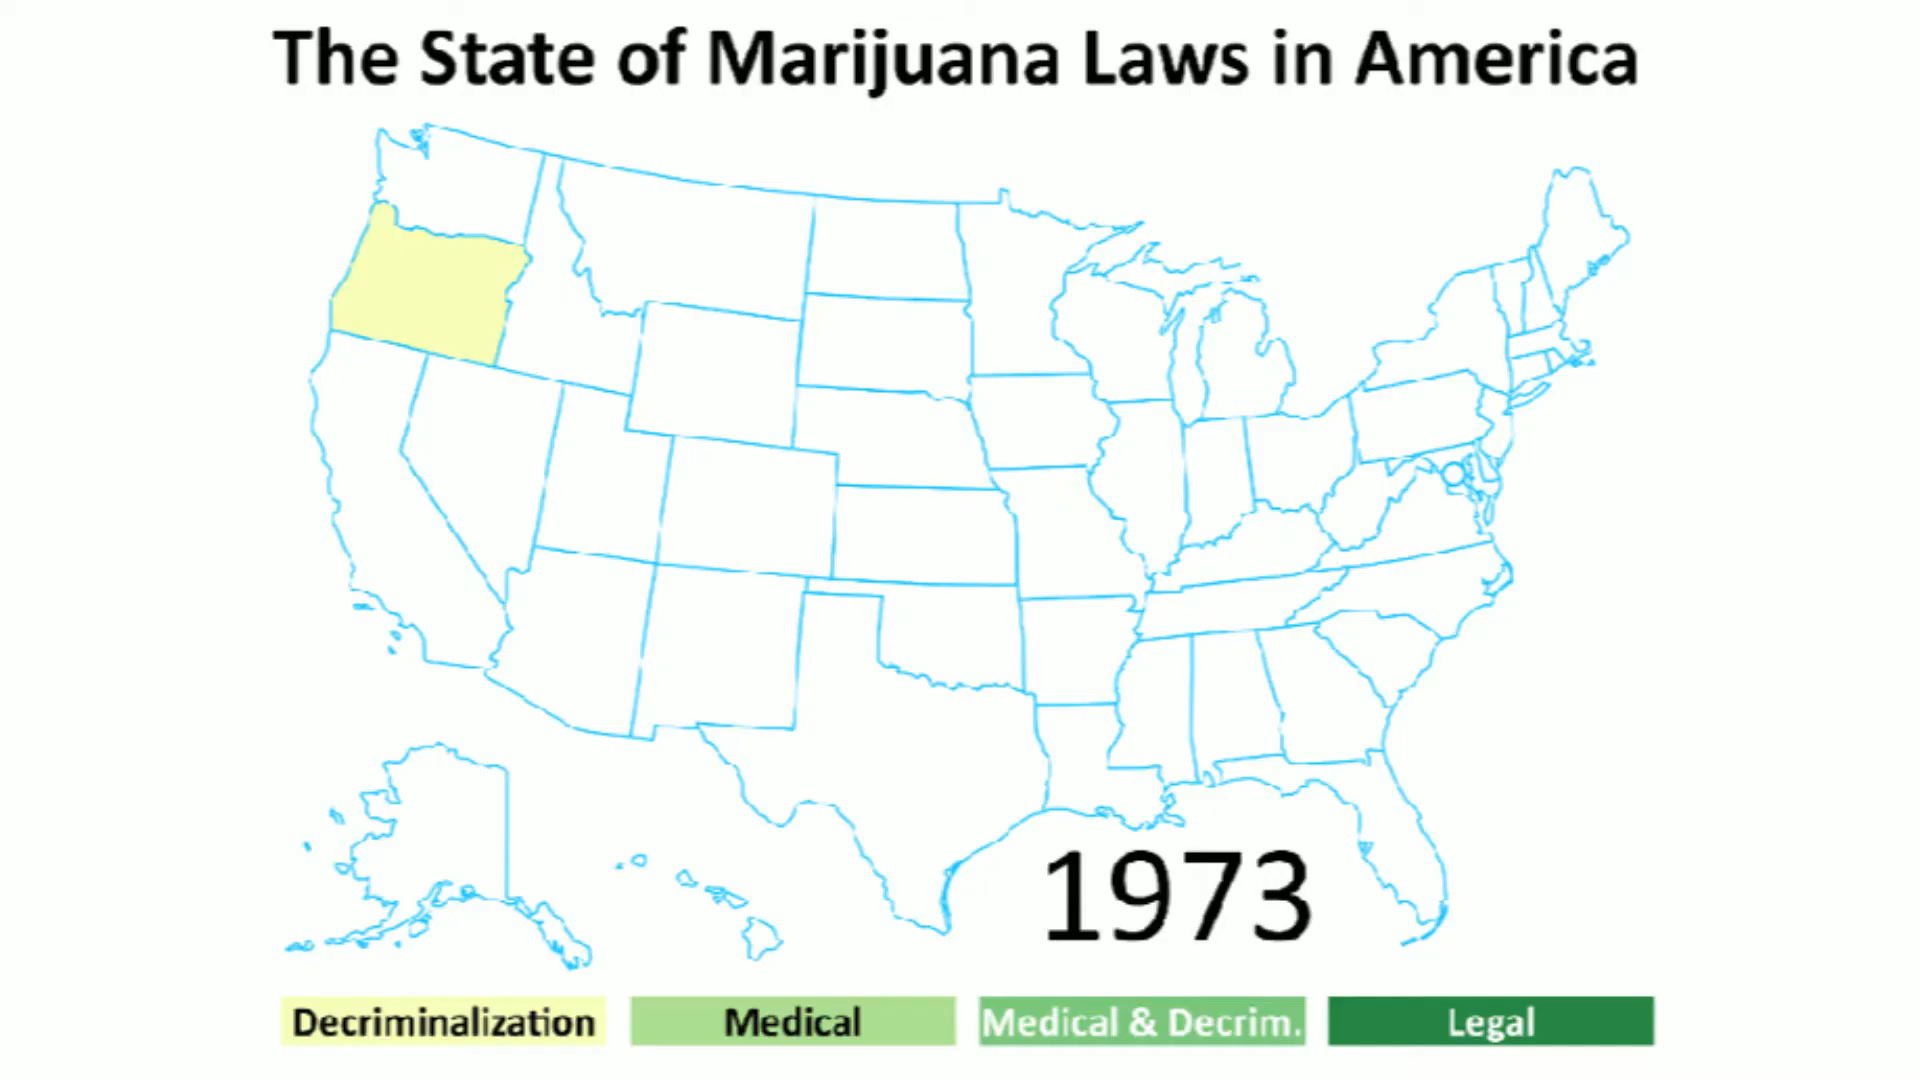 The State of Marijuana Laws in America
1973
Decriminalization
Medical
Medical & Decrim.
Legal